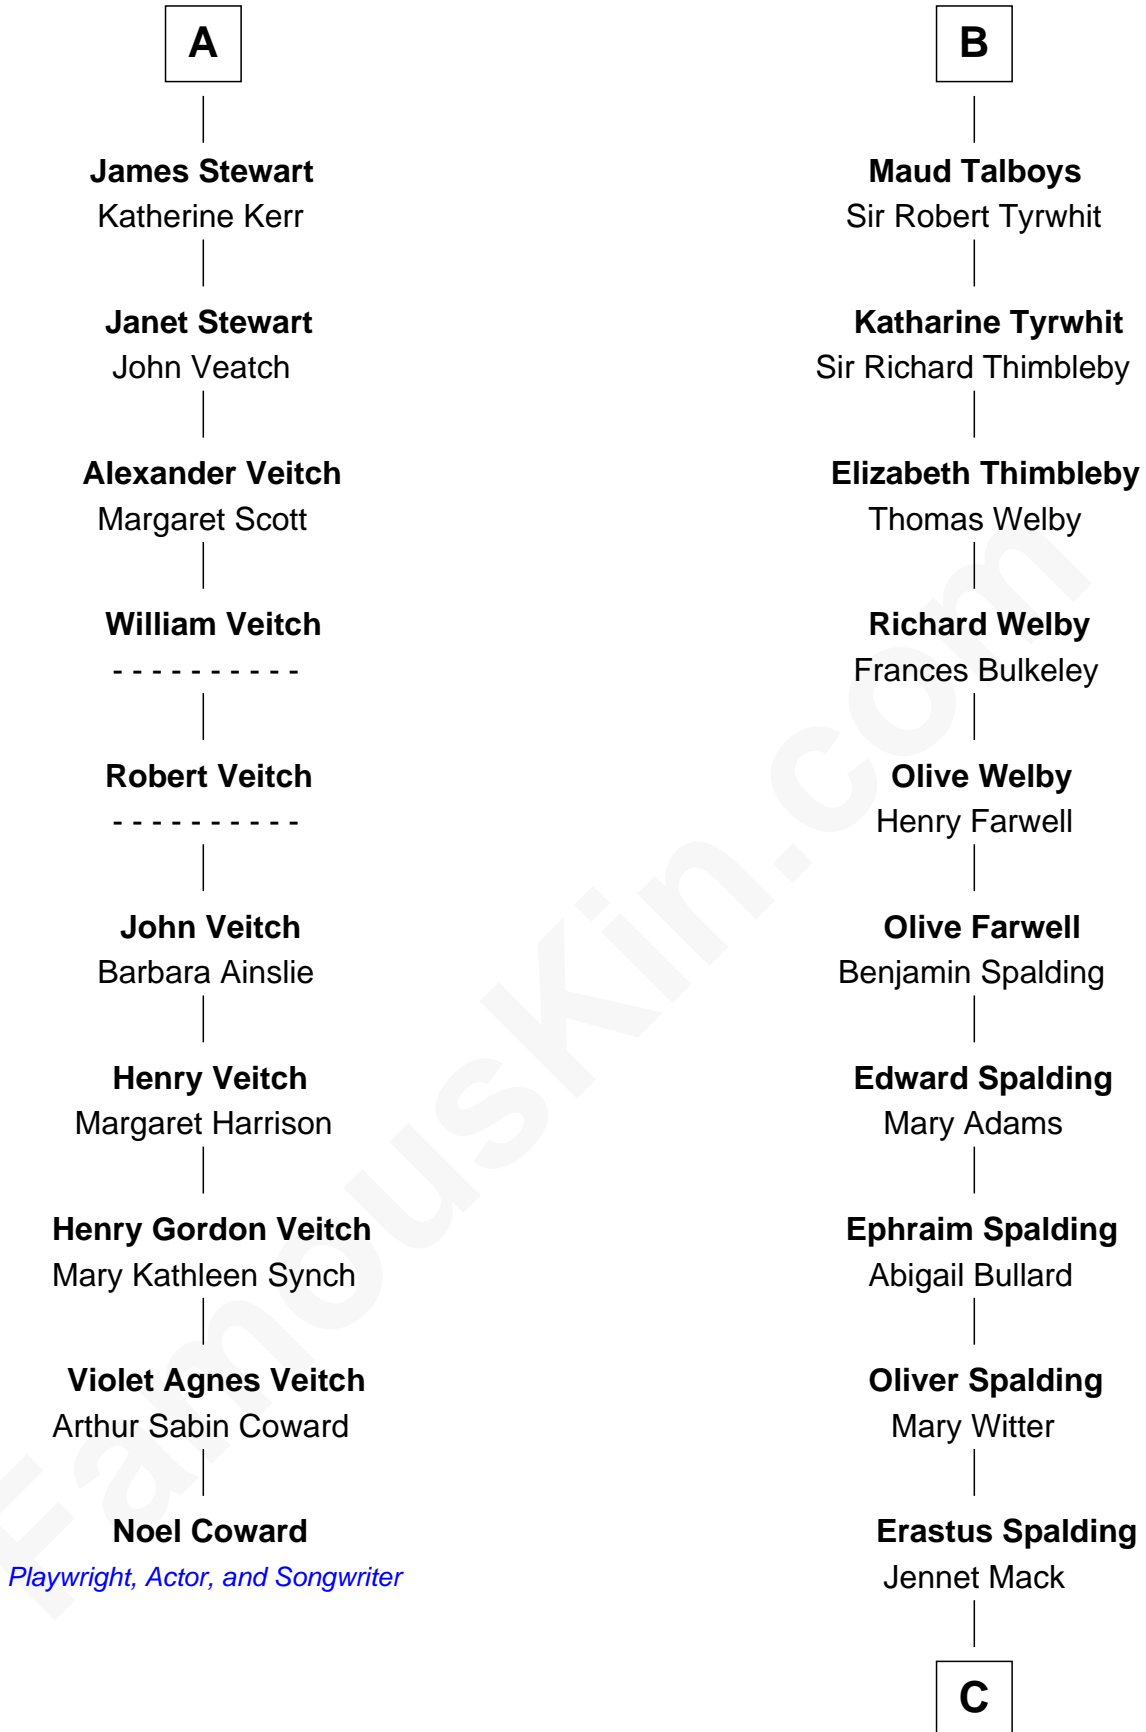 A
James Stewart
Katherine Kerr
Janet Stewart
John Veatch
Alexander Veitch
Margaret Scott
William Veitch
- - - - - - - - - -
Robert Veitch
- - - - - - - - - -
John Veitch
Barbara Ainslie
Henry Veitch
Margaret Harrison
Henry Gordon Veitch
Mary Kathleen Synch
Violet Agnes Veitch
Arthur Sabin Coward
Noel Coward
Playwright, Actor, and Songwriter
B
Maud Talboys
Sir Robert Tyrwhit
Katharine Tyrwhit
Sir Richard Thimbleby
Elizabeth Thimbleby
Thomas Welby
Richard Welby
Frances Bulkeley
Olive Welby
Henry Farwell
Olive Farwell
Benjamin Spalding
Edward Spalding
Mary Adams
Ephraim Spalding
Abigail Bullard
Oliver Spalding
Mary Witter
Erastus Spalding
Jennet Mack
C
FamousKin.com